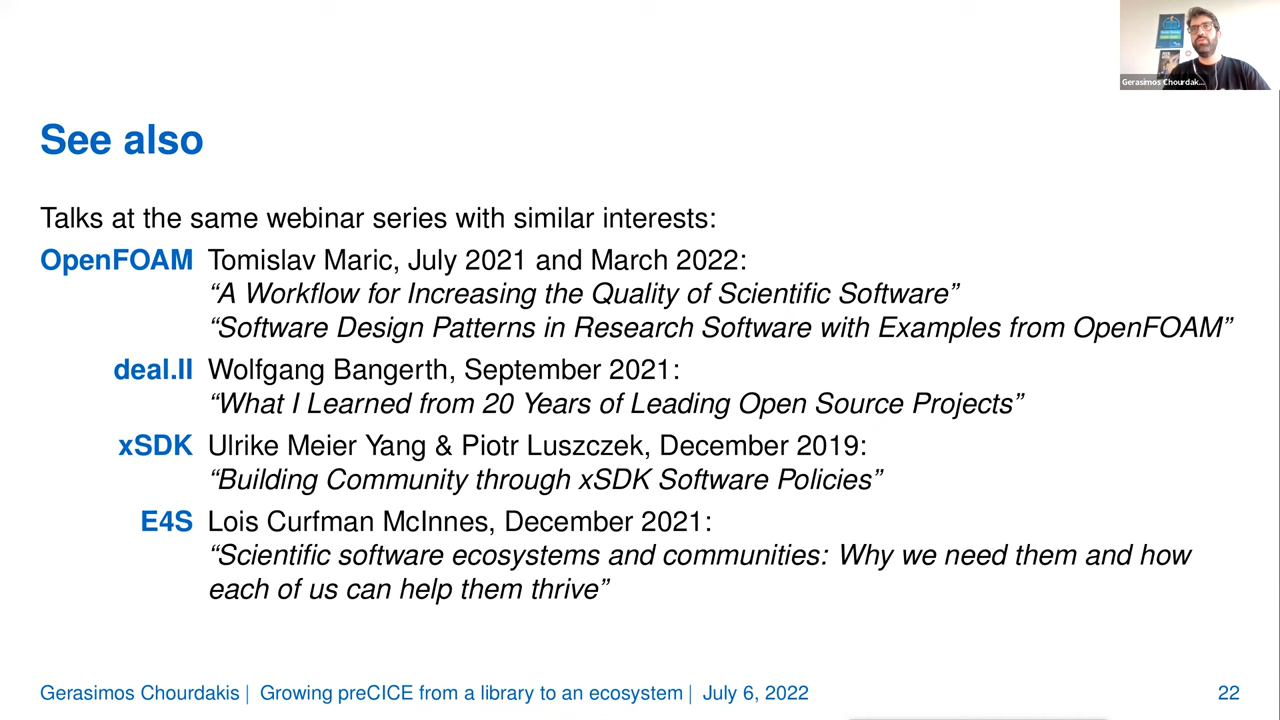 Gerasimos Chourdak...
See also
Talks at the same webinar series with similar interests:
OpenFOAM Tomislav Maric, July 2021 and March 2022:
“A Workflow for Increasing the Quality of Scientific Software”
“Software Design Patterns in Research Software with Examples from OpenFOAM”
deal.II Wolfgang Bangerth, September 2021:
“What I Learned from 20 Years of Leading Open Source Projects”
xSDK Ulrike Meier Yang & Piotr Luszczek, December 2019:
“Building Community through xSDK Software Policies”
E4S Lois Curfman McInnes, December 2021:
“Scientific software ecosystems and communities: Why we need them and how
each of us can help them thrive”
Gerasimos Chourdakis | Growing preCICE from a library to an ecosystem | July 6, 2022 22